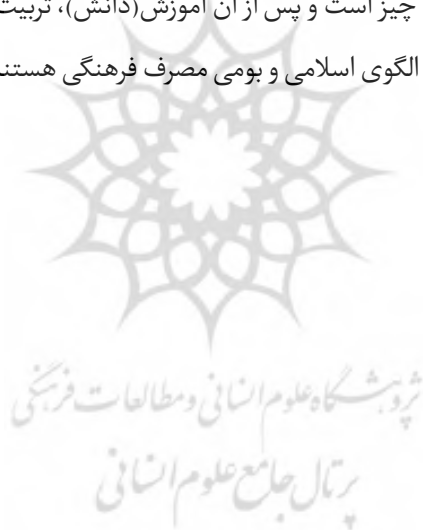 چیز است و پس از آن آموزش(دانش)، تربیت
الگوی اسلامی و بومی مصرف فرهنگی هستند
پژوهشگاه علوم انسانی و مطالعات فرهنگی
پرتال جامع علوم انسانی